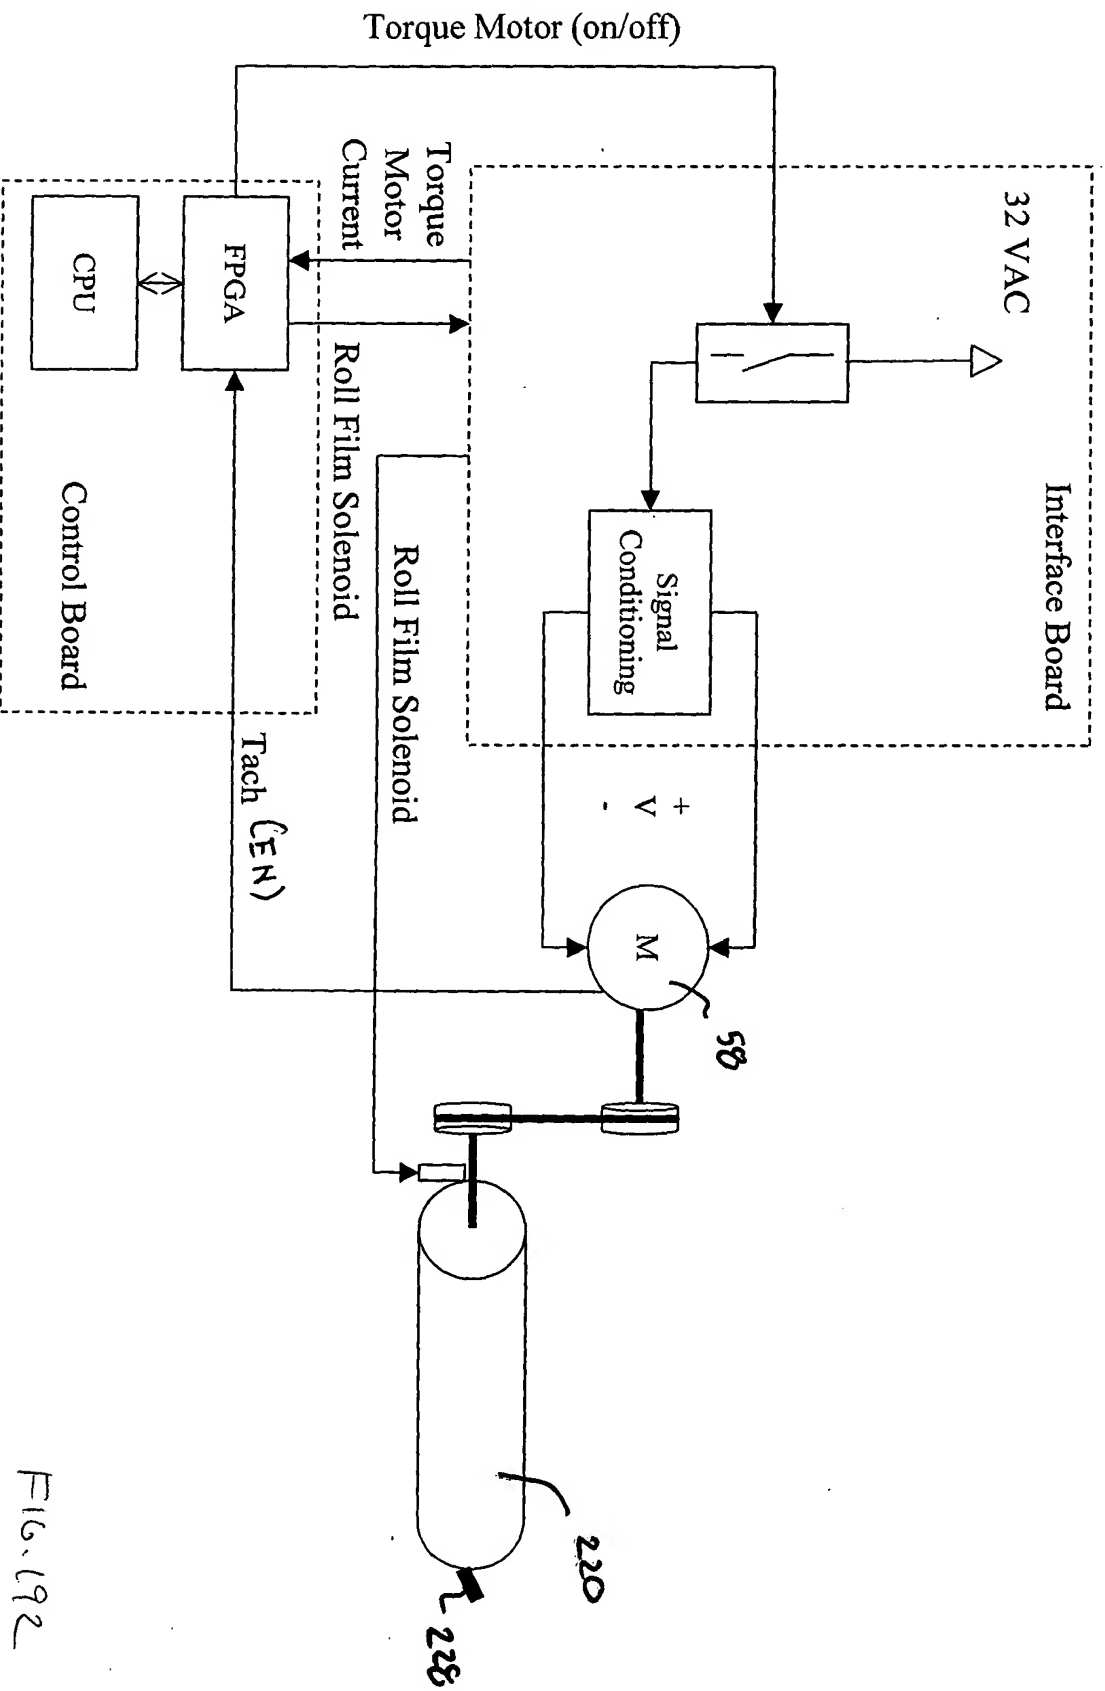 Torque Motor (on/off)
32 VAC
Interface Board
Torque
Motor
Current
FPGA
CPU
Roll Film Solenoid
Control Board
Signal
Conditioning
Roll Film Solenoid
+
V
-
M
58
Tach (EN)
220
228
FIG. 192